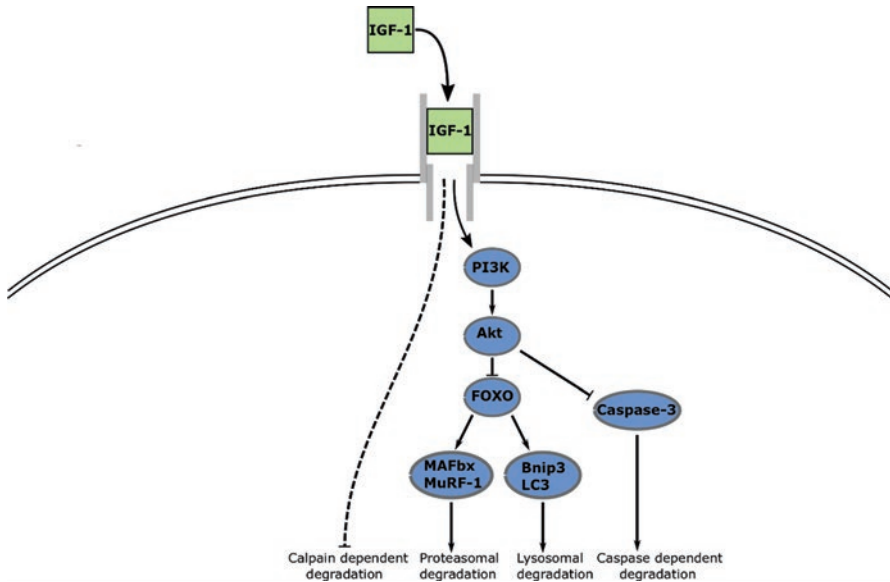 IGF-1
IGF-1
PI3K
Akt
FOXO
Caspase-3
MAFbx
MuRF-1
Bnip3
LC3
Calpain dependent
degradation
Proteasomal
degradation
Lysosomal
degradation
Caspase dependent
degradation